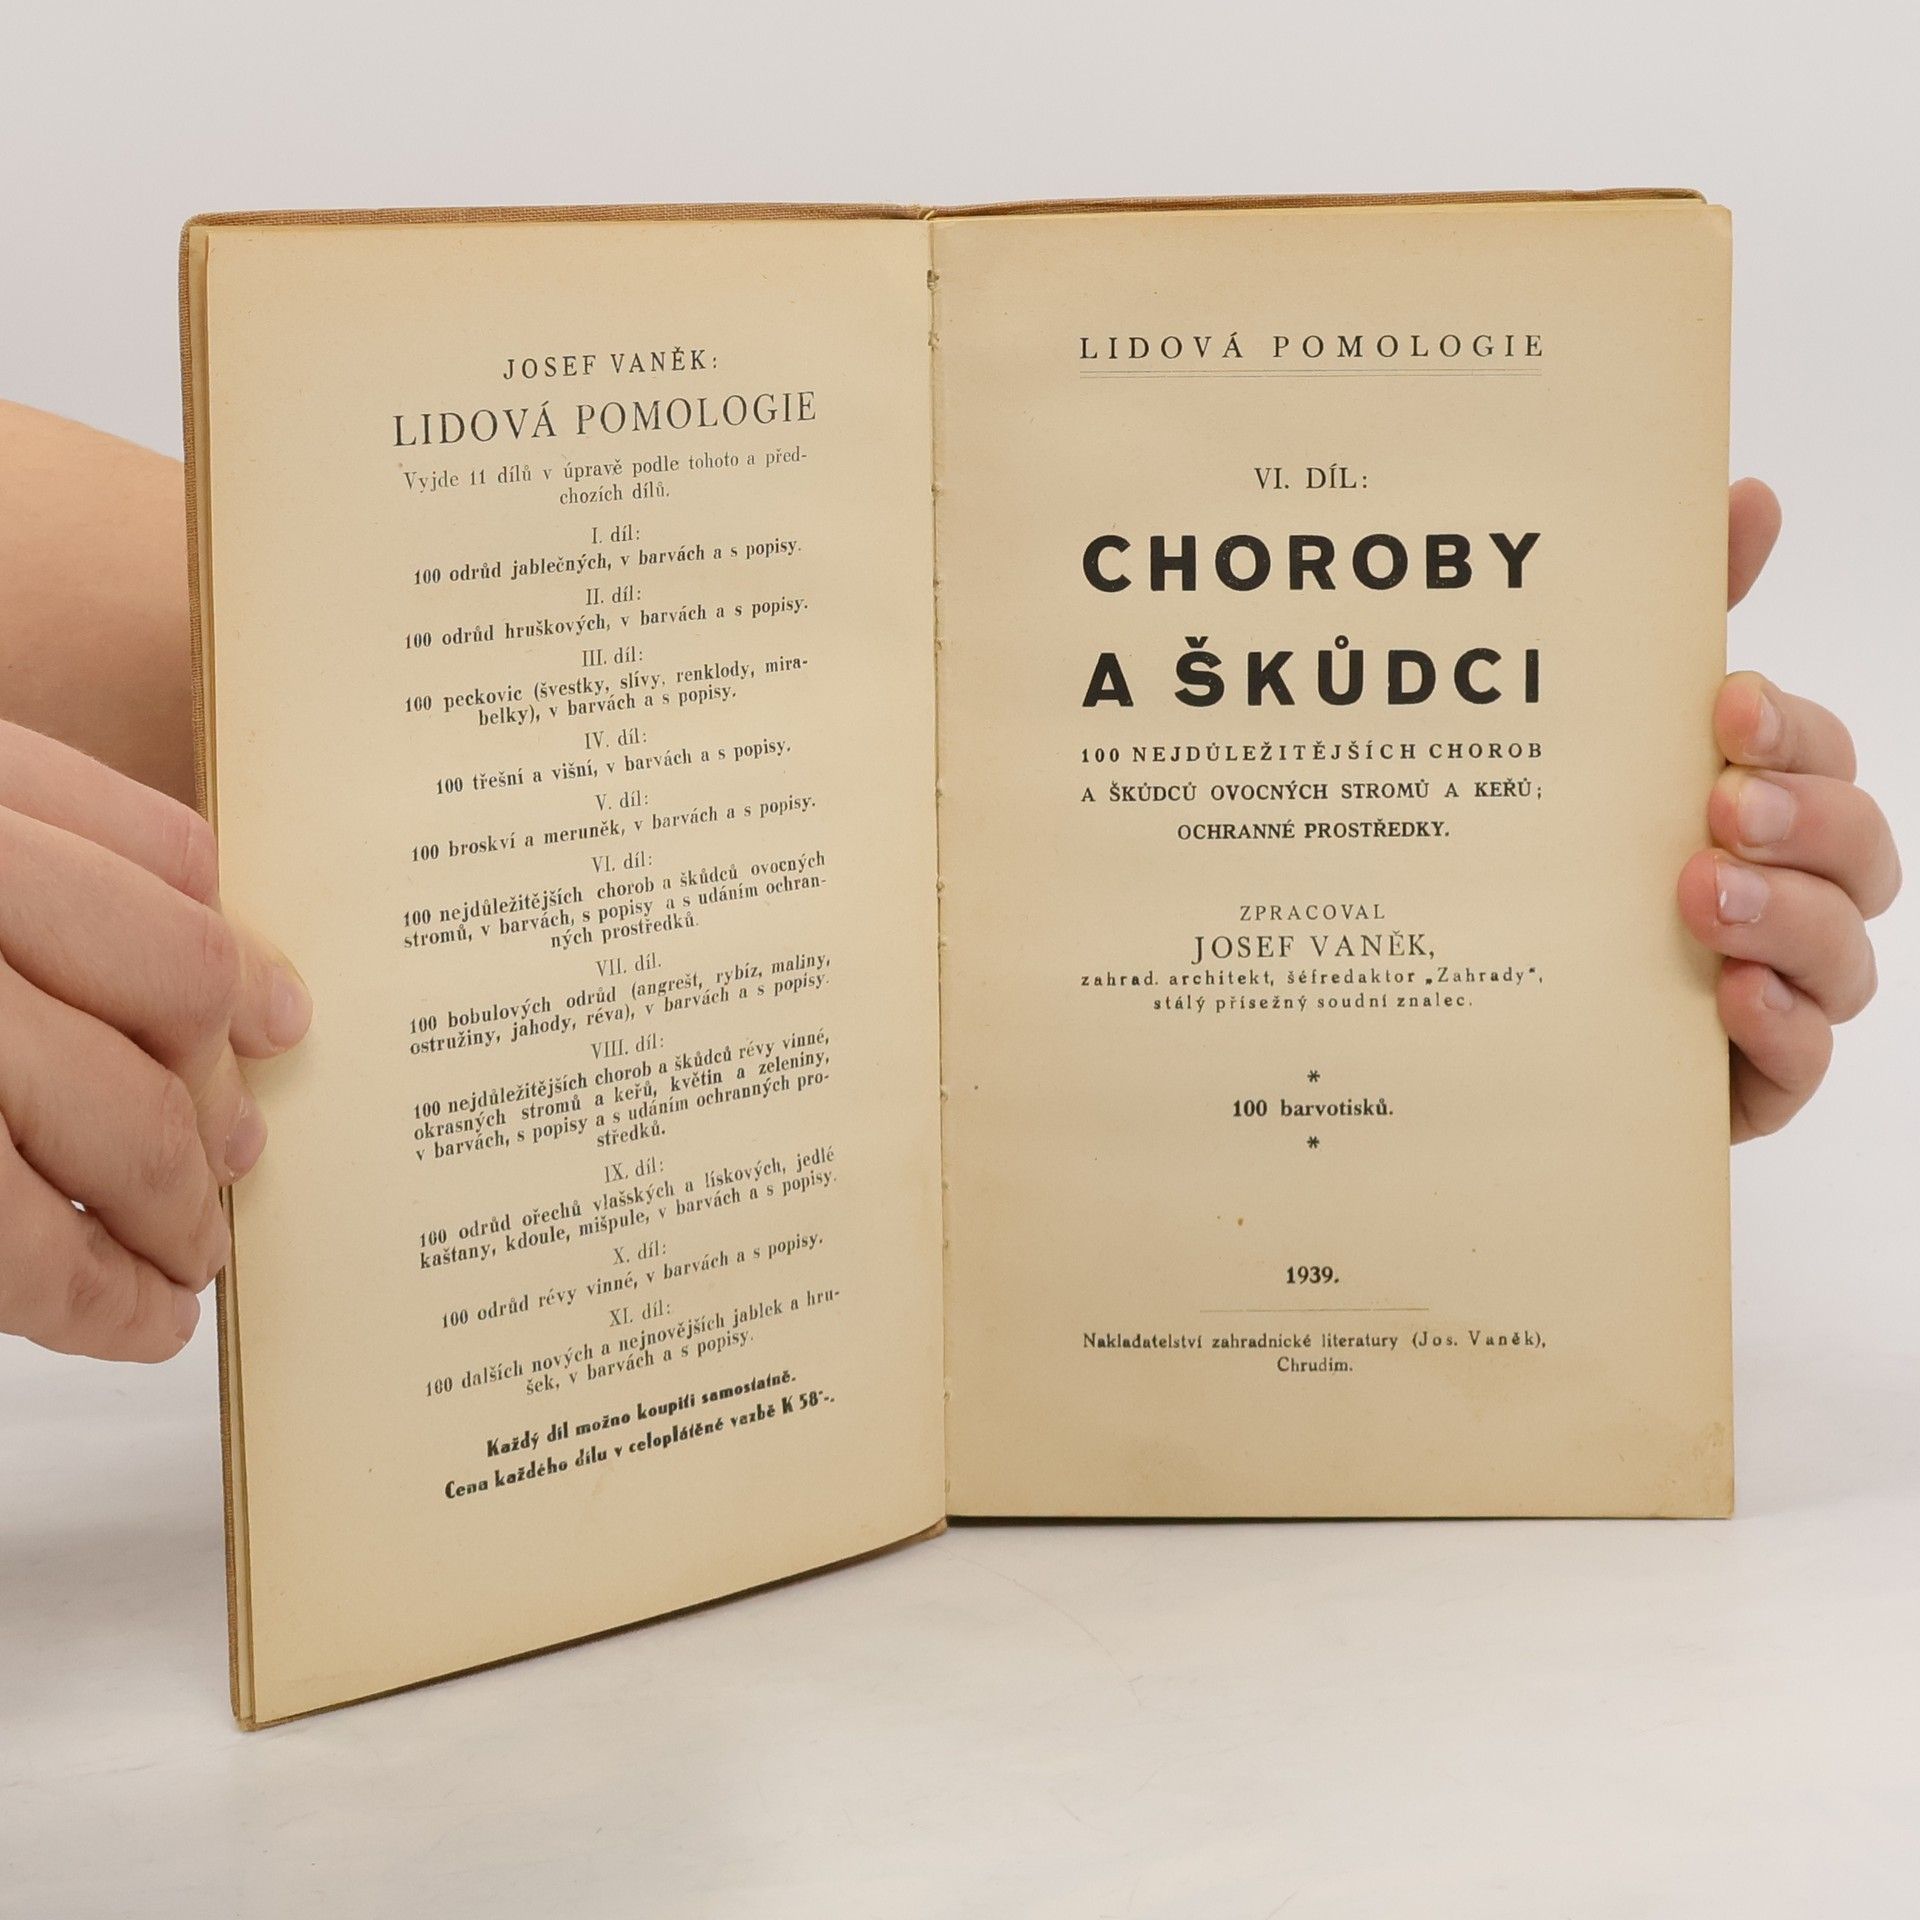 JOSEF VANĚK:
LIDOVÁ POMOLOGIE
Vyjde 11 dílů v úpravě podle tohoto a před-
chozích dílů.
I. díl:
100 odrůd jablečných, v barvách a s popisy.
II. díl:
100 odrůd hruškových, v barvách a s popisy.
III. díl:
100 peckovic (švestky, slívy, renklody, mira-
belky), v barvách a s popisy.
IV. díl:
100 třešní a višní, v barvách a s popisy.
V. díl:
100 broskví a meruněk, v barvách a s popisy.
VI. díl:
100 nejdůležitějších chorob a škůdců ovocných
stromů, v barvách, s popisy a s udáním ochran-
ných prostředků.
VII. díl.
100 bobulových odrůd (angrešt, rybíz, maliny,
ostružiny, jahody, réva), v barvách a s popisy.
VIII. díl:
100 nejdůležitějších chorob a škůdců révy vinné,
okrasných stromů a keřů, květin a zeleniny,
v barvách, s popisy a s udáním ochranných pro-
středků.
IX. díl:
100 odrůd ořechů vlašských a lískových, jedlé
kaštany, kdoule, mišpule, v barvách a s popisy.
X. díl:
100 odrůd révy vinné, v barvách a s popisy.
XI. díl:
100 dalších nových a nejnovějších jablek a hru-
šek, v barvách a s popisy.
Každý díl možno koupiti samostatně.
Cena každého dílu v celoplátěné vazbě K 58·-.
LIDOVÁ POMOLOGIE
VI. DÍL:
CHOROBY
A ŠKŮDCI
100 NEJDŮLEŽITĚJŠÍCH CHOROB
A ŠKŮDCŮ OVOCNÝCH STROMŮ A KEŘŮ;
OCHRANNÉ PROSTŘEDKY.
ZPRACOVAL
JOSEF VANĚK,
zahrad. architekt, šéfredaktor „Zahrady“,
stálý přísežný soudní znalec.
*
100 barvotisků.
*
1939.
Nakladatelství zahradnické literatury (Jos. Vaněk),
Chrudim.